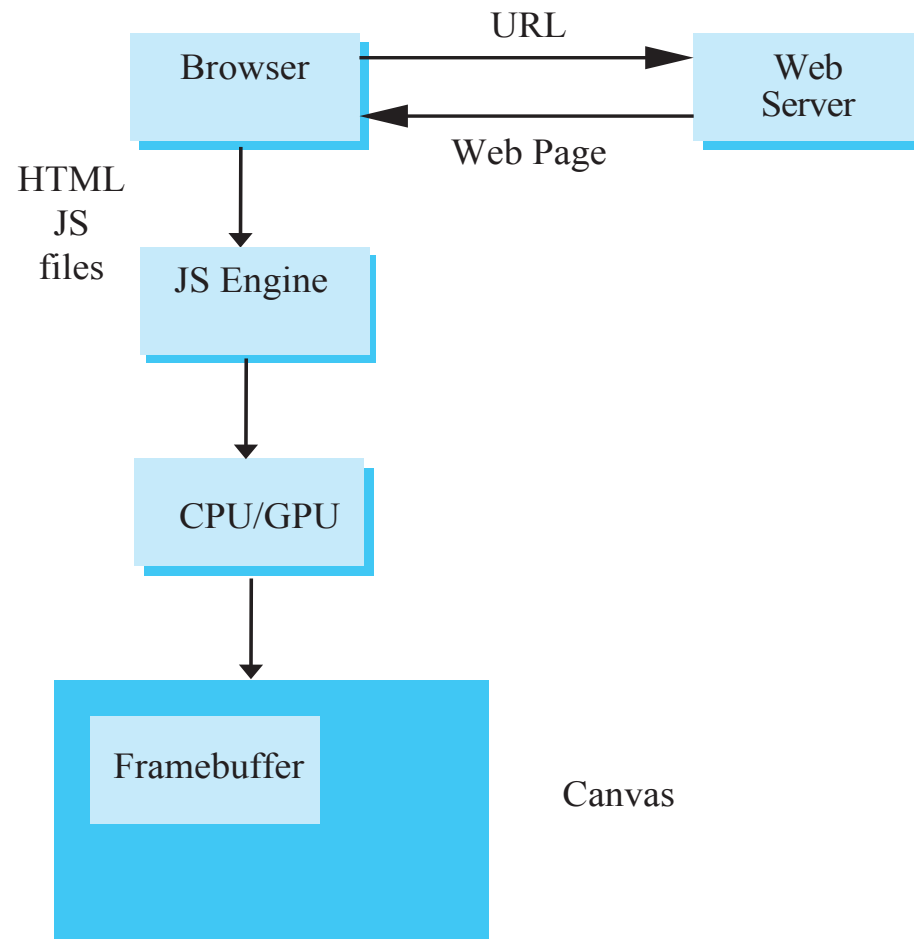 URL
Browser
Web
Server
Web Page
HTML
JS
files
JS Engine
CPU/GPU
Framebuffer
Canvas